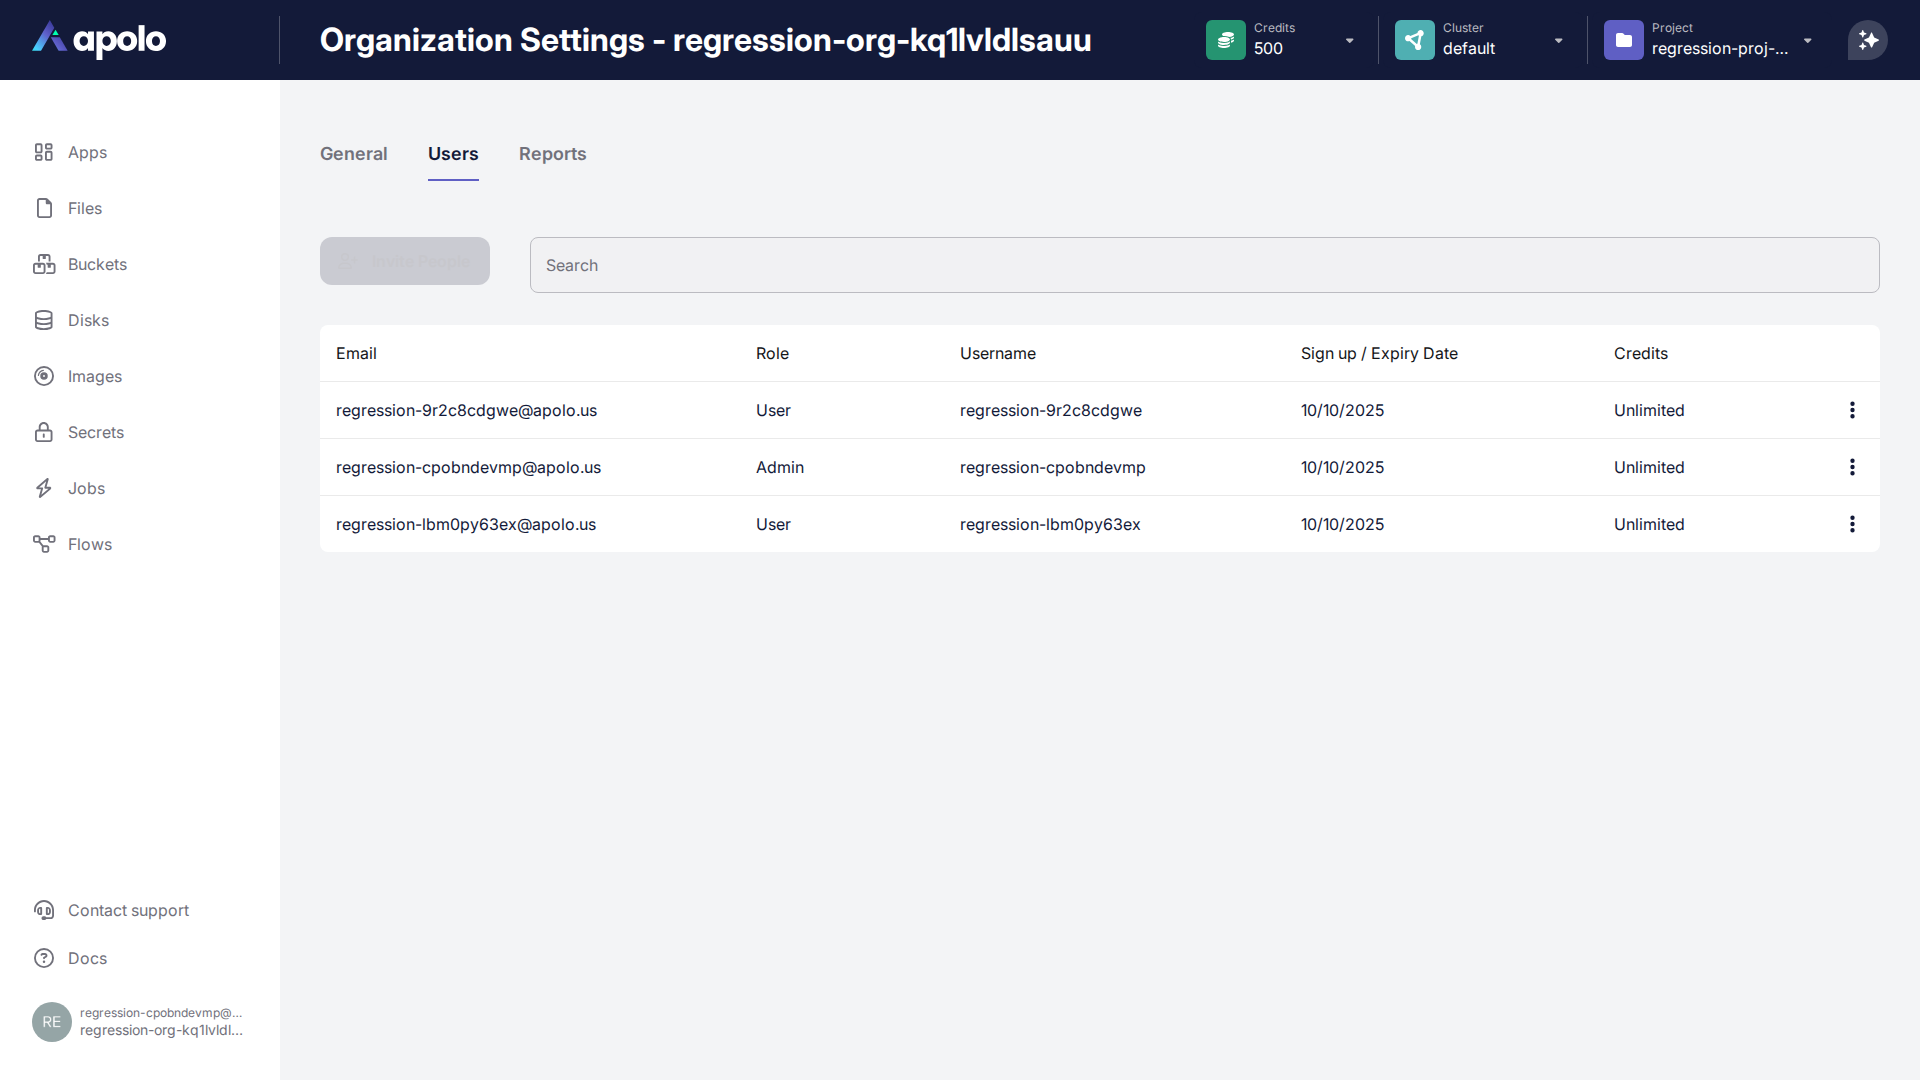 apolo
Organization Settings - regression-org-kq1lvldlsauu
Credits
500
Cluster
default
Project
regression-proj-...
Apps
Files
Buckets
Disks
Images
Secrets
Jobs
Flows
General
Users
Reports
Search
Email
Role
Username
Sign up / Expiry Date
Credits
regression-9r2c8cdgwe@apolo.us
User
regression-9r2c8cdgwe
10/10/2025
Unlimited
regression-cpobndevmp@apolo.us
Admin
regression-cpobndevmp
10/10/2025
Unlimited
regression-lbm0py63ex@apolo.us
User
regression-lbm0py63ex
10/10/2025
Unlimited
Contact support
Docs
RE
regression-cpobndevmp@...
regression-org-kq1lvldl...